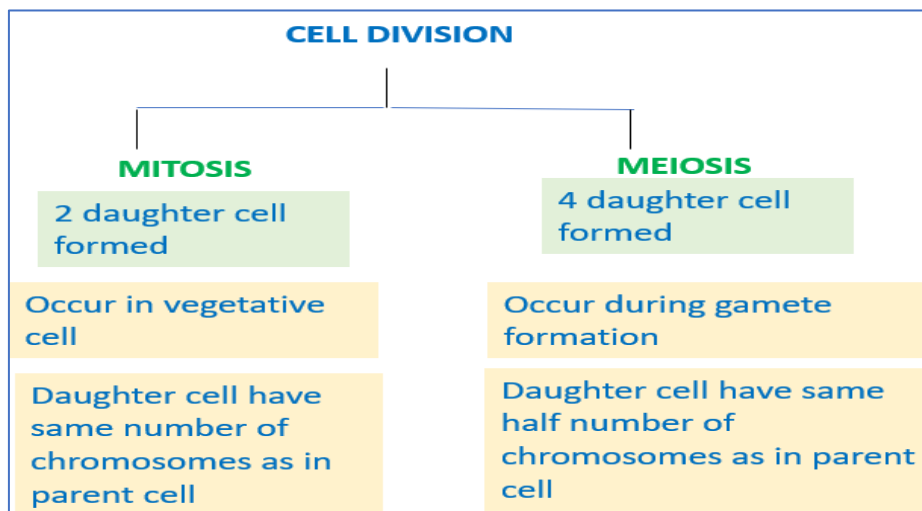 CELL DIVISION
MITOSIS
2 daughter cell
formed
Occur in vegetative
cell
Daughter cell have
same number of
chromosomes as in
parent cell
MEIOSIS
4 daughter cell
formed
Occur during gamete
formation
Daughter cell have same
half number of
chromosomes as in parent
cell